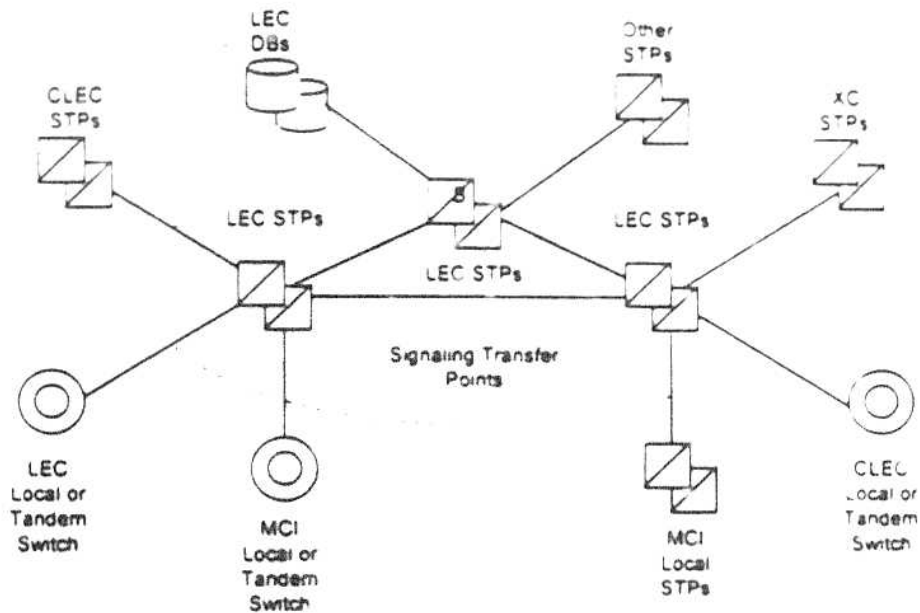 LEC
DBs
Other
STPs
CLEC
STPs
XC
STPs
LEC STPs
LEC STPs
LEC STPs
Signaling Transfer
Points
LEC
Local or
Tandem
Switch
MCI
Local or
Tandem
Switch
MCI
Local
STPs
CLEC
Local or
Tandem
Switch